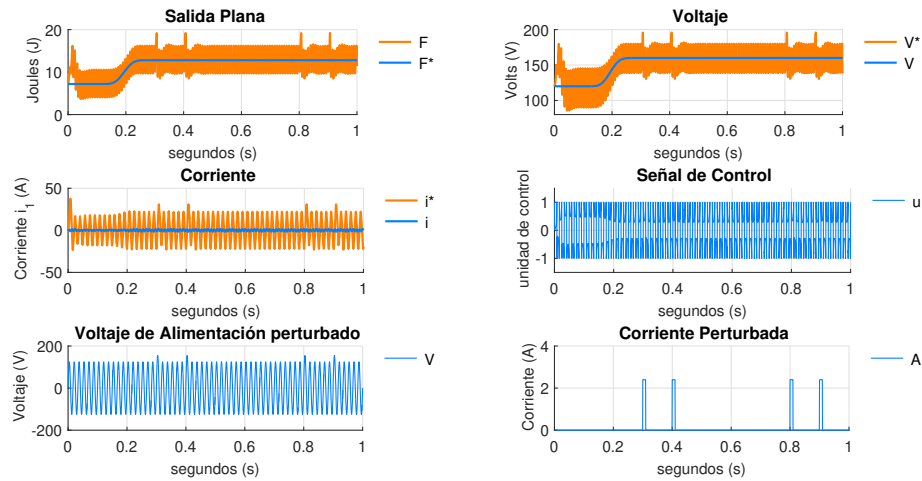 Salida Plana
Joules (J)
20
10
0
0 0.2 0.4 0.6 0.8 1
segundos (s)
F
F*
Voltaje
Volts (V)
200
150
100
0 0.2 0.4 0.6 0.8 1
segundos (s)
V*
V
Corriente
Corriente i_1 (A)
50
0
-50
0 0.2 0.4 0.6 0.8 1
segundos (s)
i*
i
Señal de Control
unidad de control
1
0
-1
0 0.2 0.4 0.6 0.8 1
segundos (s)
u
Voltaje de Alimentación perturbado
Voltaje (V)
200
0
-200
0 0.2 0.4 0.6 0.8 1
segundos (s)
V
Corriente Perturbada
Corriente (A)
4
2
0
0 0.2 0.4 0.6 0.8 1
segundos (s)
A